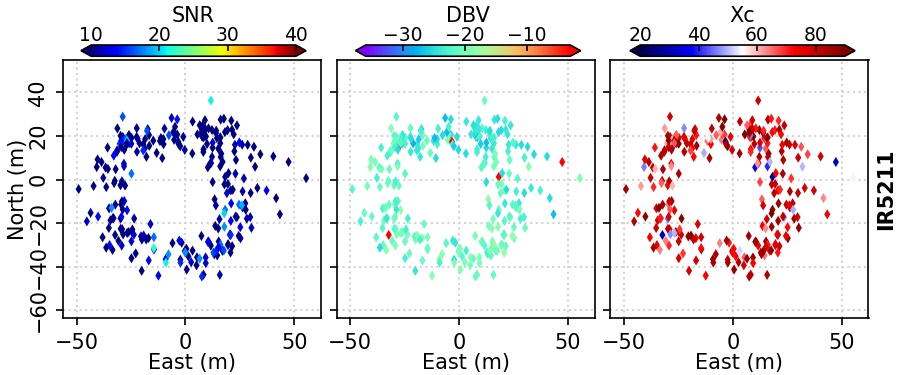 SNR DBV Xc
10 20 30 40 −30 −20 −10 20 40 60 80
40
20
0
−20
−40
−60
North (m)
IR5211
−50 0 50 −50 0 50 −50 0 50
East (m) East (m) East (m)